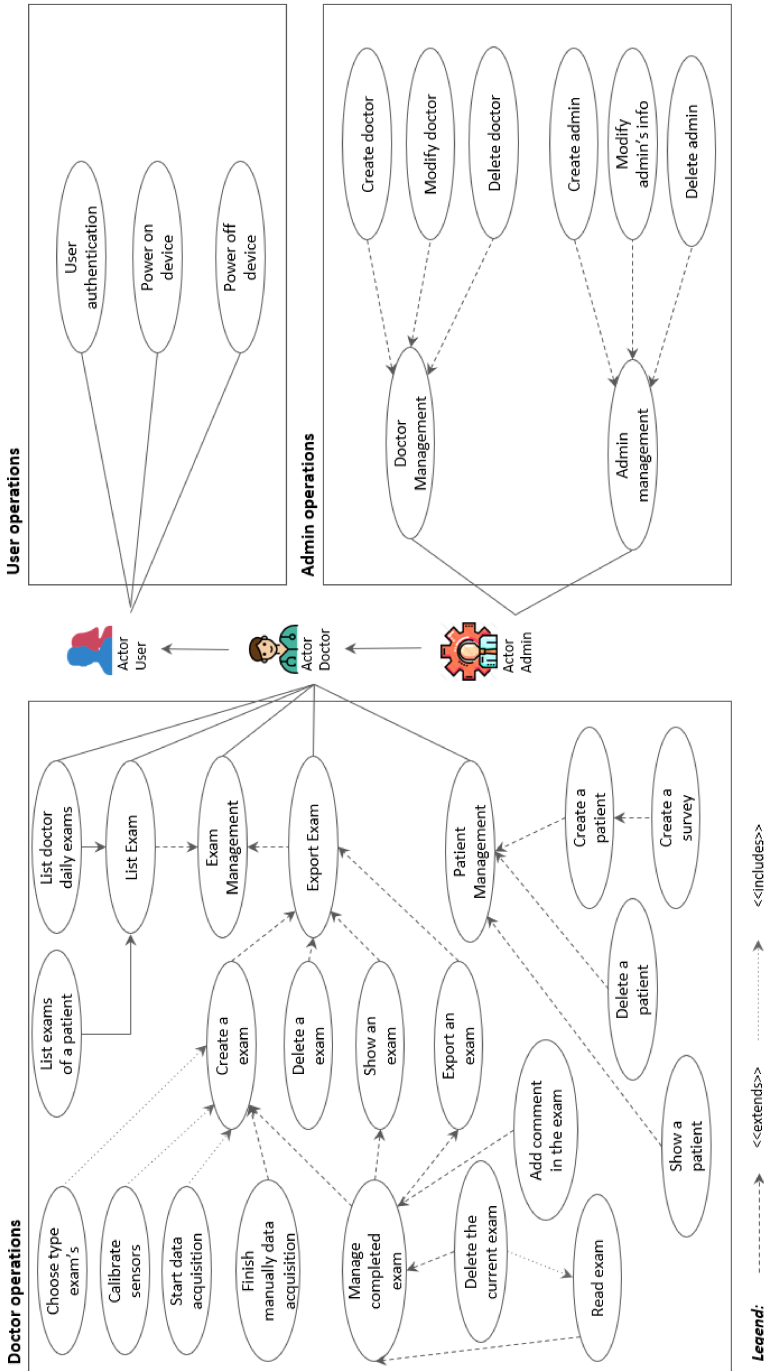 Doctor operations
List exams
of a patient
List doctor
daily exams
List Exam
Exam
Management
Export Exam
Choose type
exam's
Calibrate
sensors
Start data
acquisition
Finish
manually data
acquisition
Manage
completed
exam
Delete the
current exam
Read exam
Create a
exam
Delete a
exam
Show an
exam
Export an
exam
Add comment
in the exam
Patient
Management
Show a
patient
Delete a
patient
Create a
patient
Create a
survey
Actor
User
Actor
Doctor
Actor
Admin
User operations
User
authentication
Power on
device
Power off
device
Admin operations
Doctor
Management
Create doctor
Modify doctor
Delete doctor
Admin
management
Create admin
Modify
admin's info
Delete admin
Legend:
<<extends>>
<<includes>>